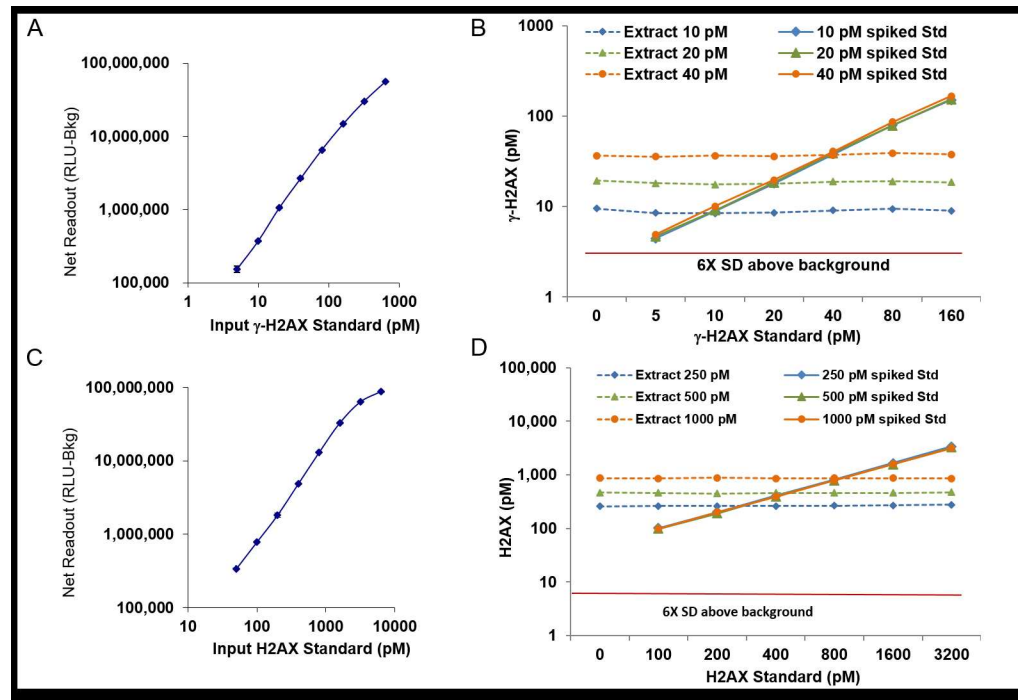 A
Net Readout (RLU-Bkg)
100,000,000
10,000,000
1,000,000
100,000
1 10 100 1000
Input γ-H2AX Standard (pM)
B
γ-H2AX (pM)
1000
100
10
1
Extract 10 pM 10 pM spiked Std
Extract 20 pM 20 pM spiked Std
Extract 40 pM 40 pM spiked Std
6X SD above background
0 5 10 20 40 80 160
γ-H2AX Standard (pM)
C
Net Readout (RLU-Bkg)
100,000,000
10,000,000
1,000,000
100,000
10 100 1000 10000
Input H2AX Standard (pM)
D
H2AX (pM)
100,000
10,000
1,000
100
10
1
Extract 250 pM 250 pM spiked Std
Extract 500 pM 500 pM spiked Std
Extract 1000 pM 1000 pM spiked Std
6X SD above background
0 100 200 400 800 1600 3200
H2AX Standard (pM)